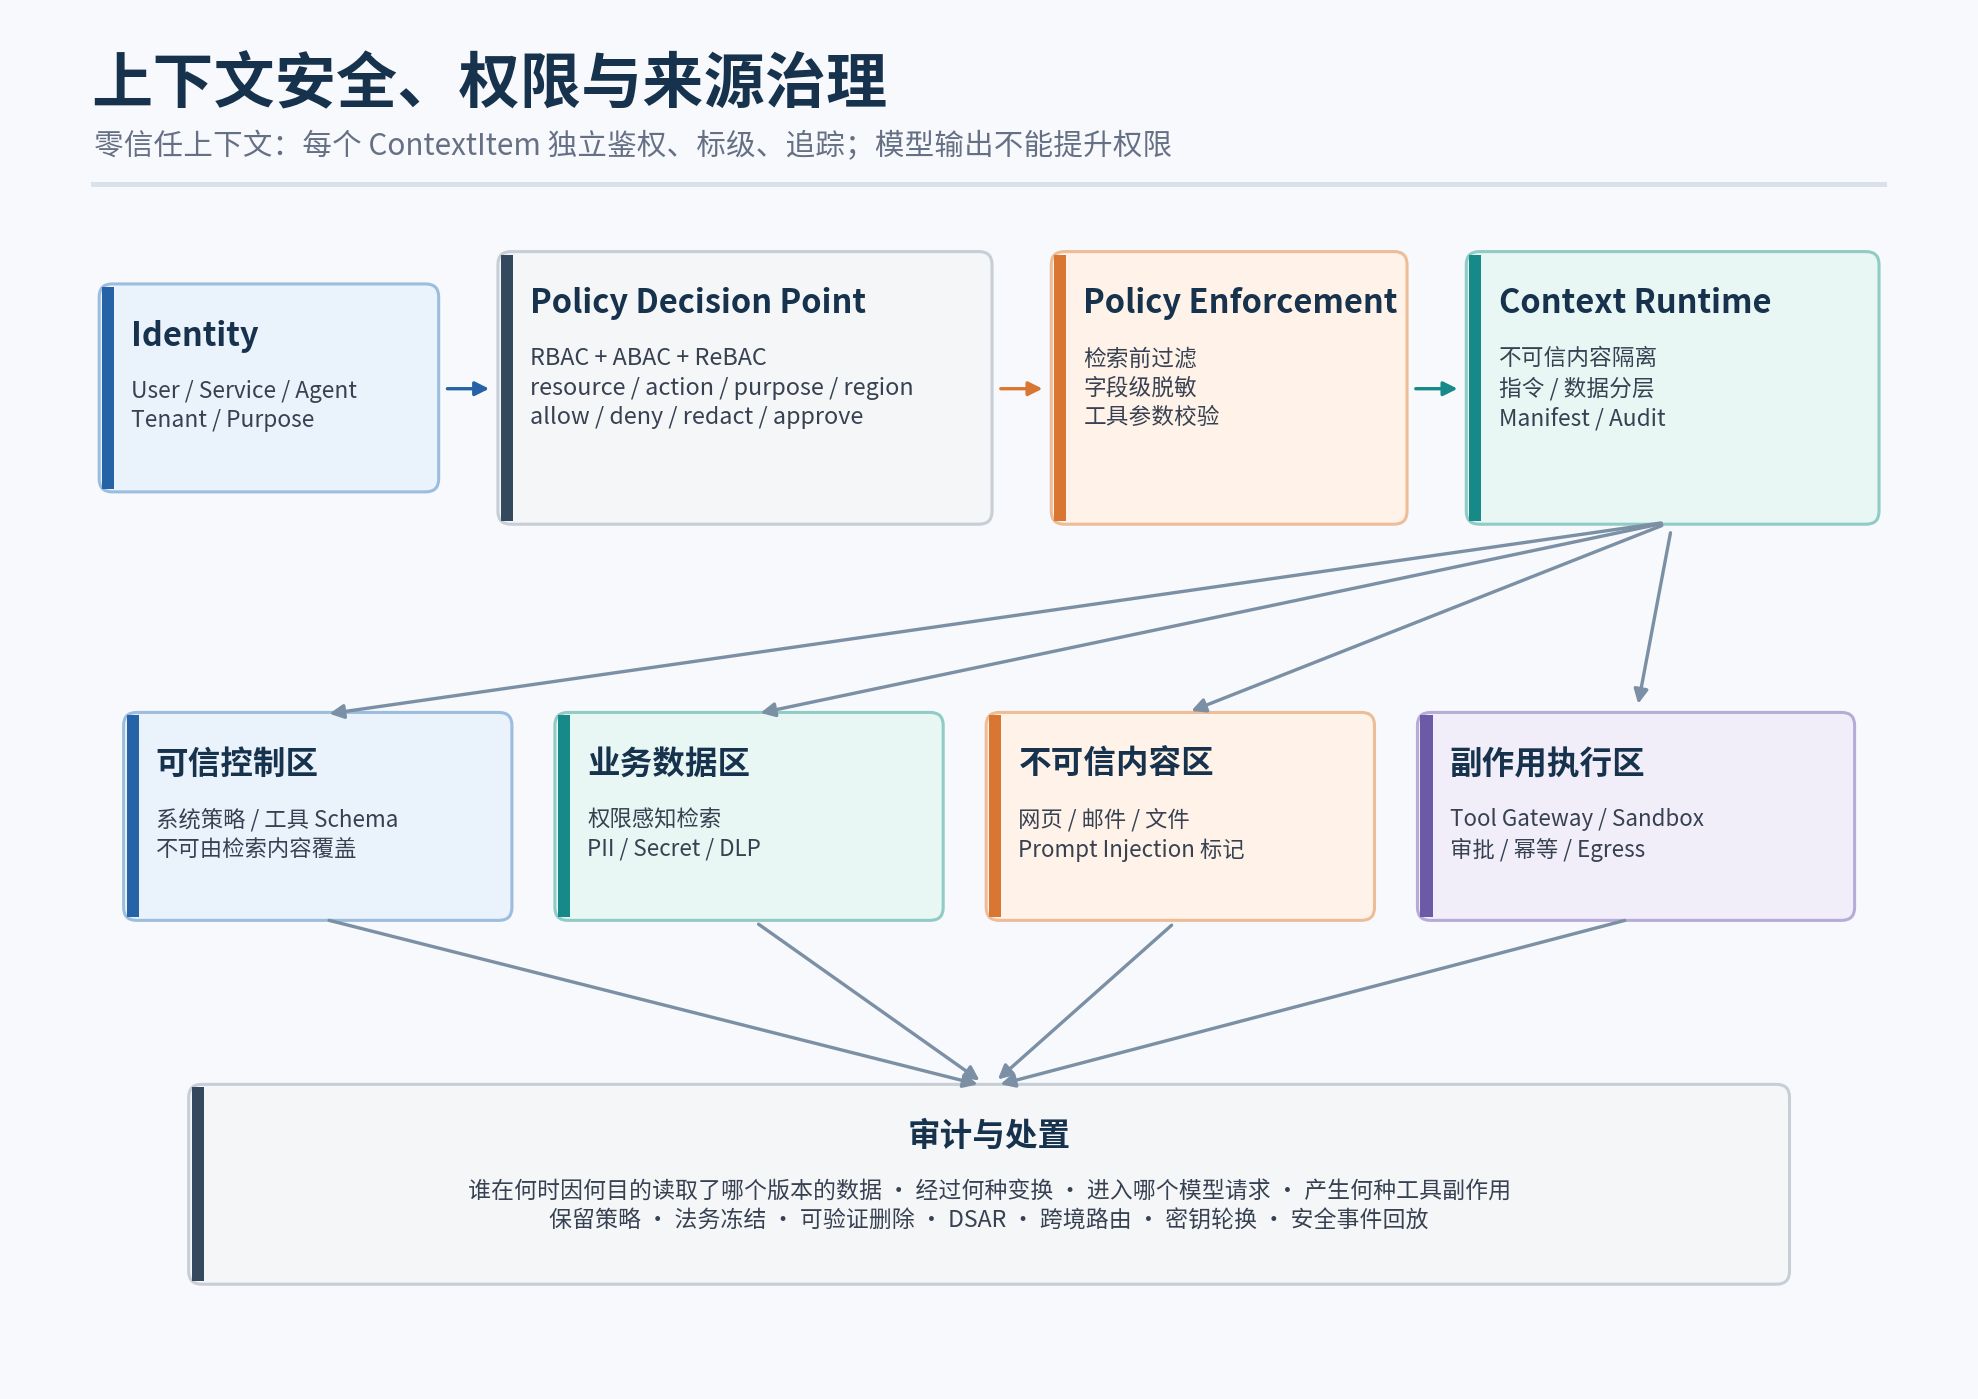 上下文安全、权限与来源治理
零信任上下文：每个 ContextItem 独立鉴权、标级、追踪；模型输出不能提升权限
Identity
User / Service / Agent
Tenant / Purpose
Policy Decision Point
RBAC + ABAC + ReBAC
resource / action / purpose / region
allow / deny / redact / approve
Policy Enforcement
检索前过滤
字段级脱敏
工具参数校验
Context Runtime
不可信内容隔离
指令 / 数据分层
Manifest / Audit
可信控制区
系统策略 / 工具 Schema
不可由检索内容覆盖
业务数据区
权限感知检索
PII / Secret / DLP
不可信内容区
网页 / 邮件 / 文件
Prompt Injection 标记
副作用执行区
Tool Gateway / Sandbox
审批 / 幂等 / Egress
审计与处置
谁在何时因何目的读取了哪个版本的数据 • 经过何种变换 • 进入哪个模型请求 • 产生何种工具副作用
保留策略 • 法务冻结 • 可验证删除 • DSAR • 跨境路由 • 密钥轮换 • 安全事件回放